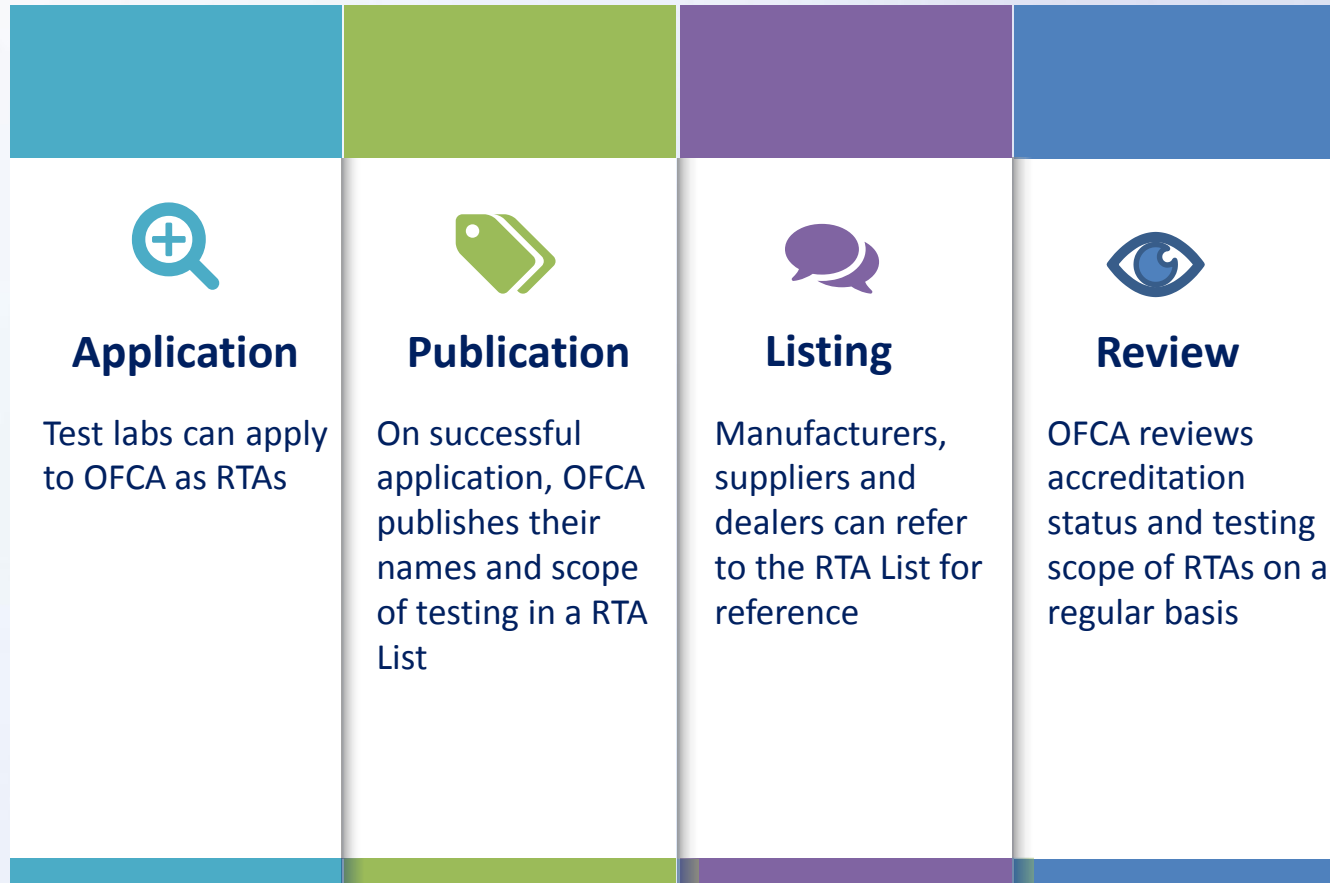 Application
Test labs can apply
to OFCA as RTAs
Publication
On successful
application, OFCA
publishes their
names and scope
of testing in a RTA
List
Listing
Manufacturers,
suppliers and
dealers can refer
to the RTA List for
reference
Review
OFCA reviews
accreditation
status and testing
scope of RTAs on a
regular basis